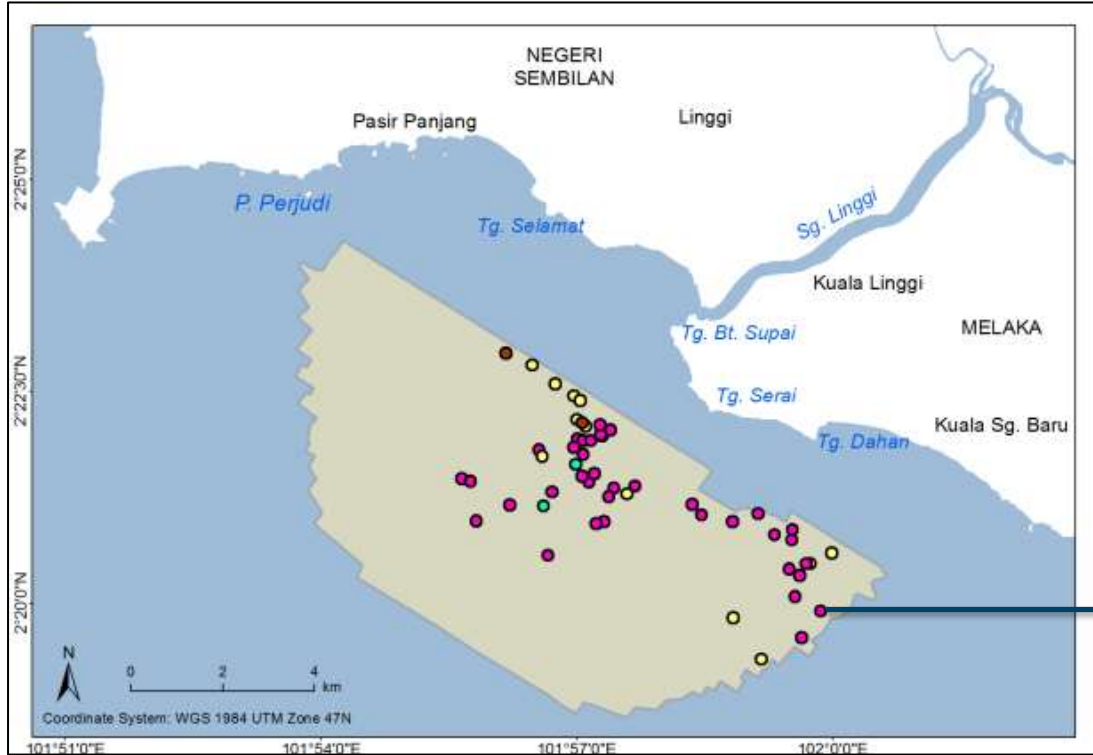 NEGERI
SEMBILAN
Pasir Panjang
Linggi
2°25'0"N
P. Perjudi
Tg. Selamat
Sg. Linggi
Kuala Linggi
Tg. Bt. Supai
MELAKA
2°22'30"N
Tg. Serai
Kuala Sg. Baru
Tg. Dahan
2°20'0"N
N
0 2 4
km
Coordinate System: WGS 1984 UTM Zone 47N
101°51'0"E 101°54'0"E 101°57'0"E 102°0'0"E